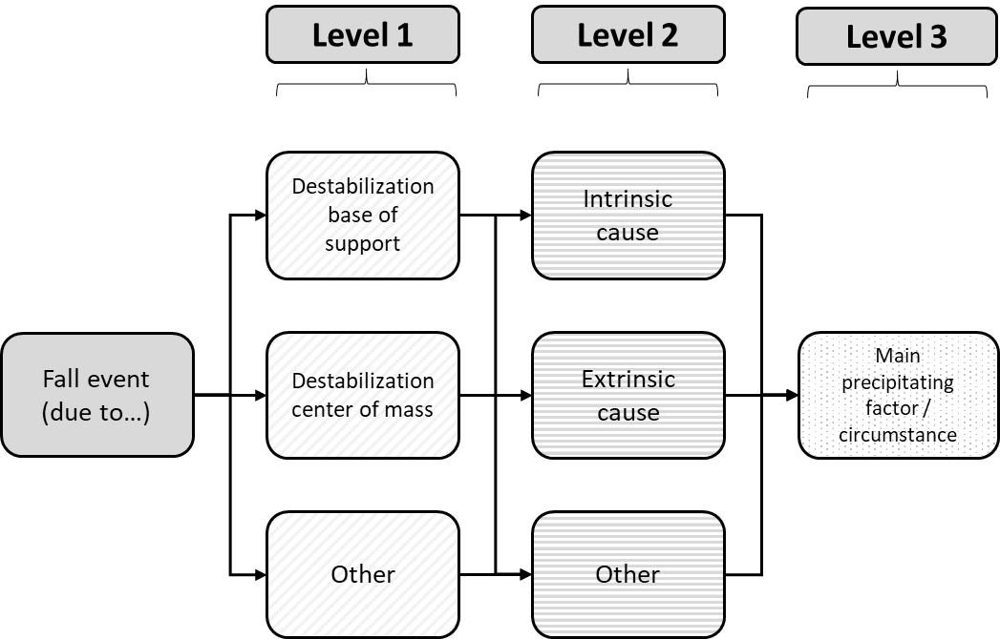 Level 1
Level 2
Level 3
Fall event
(due to...)
Destabilization
base of
support
Destabilization
center of mass
Other
Intrinsic
cause
Extrinsic
cause
Other
Main
precipitating
factor /
circumstance